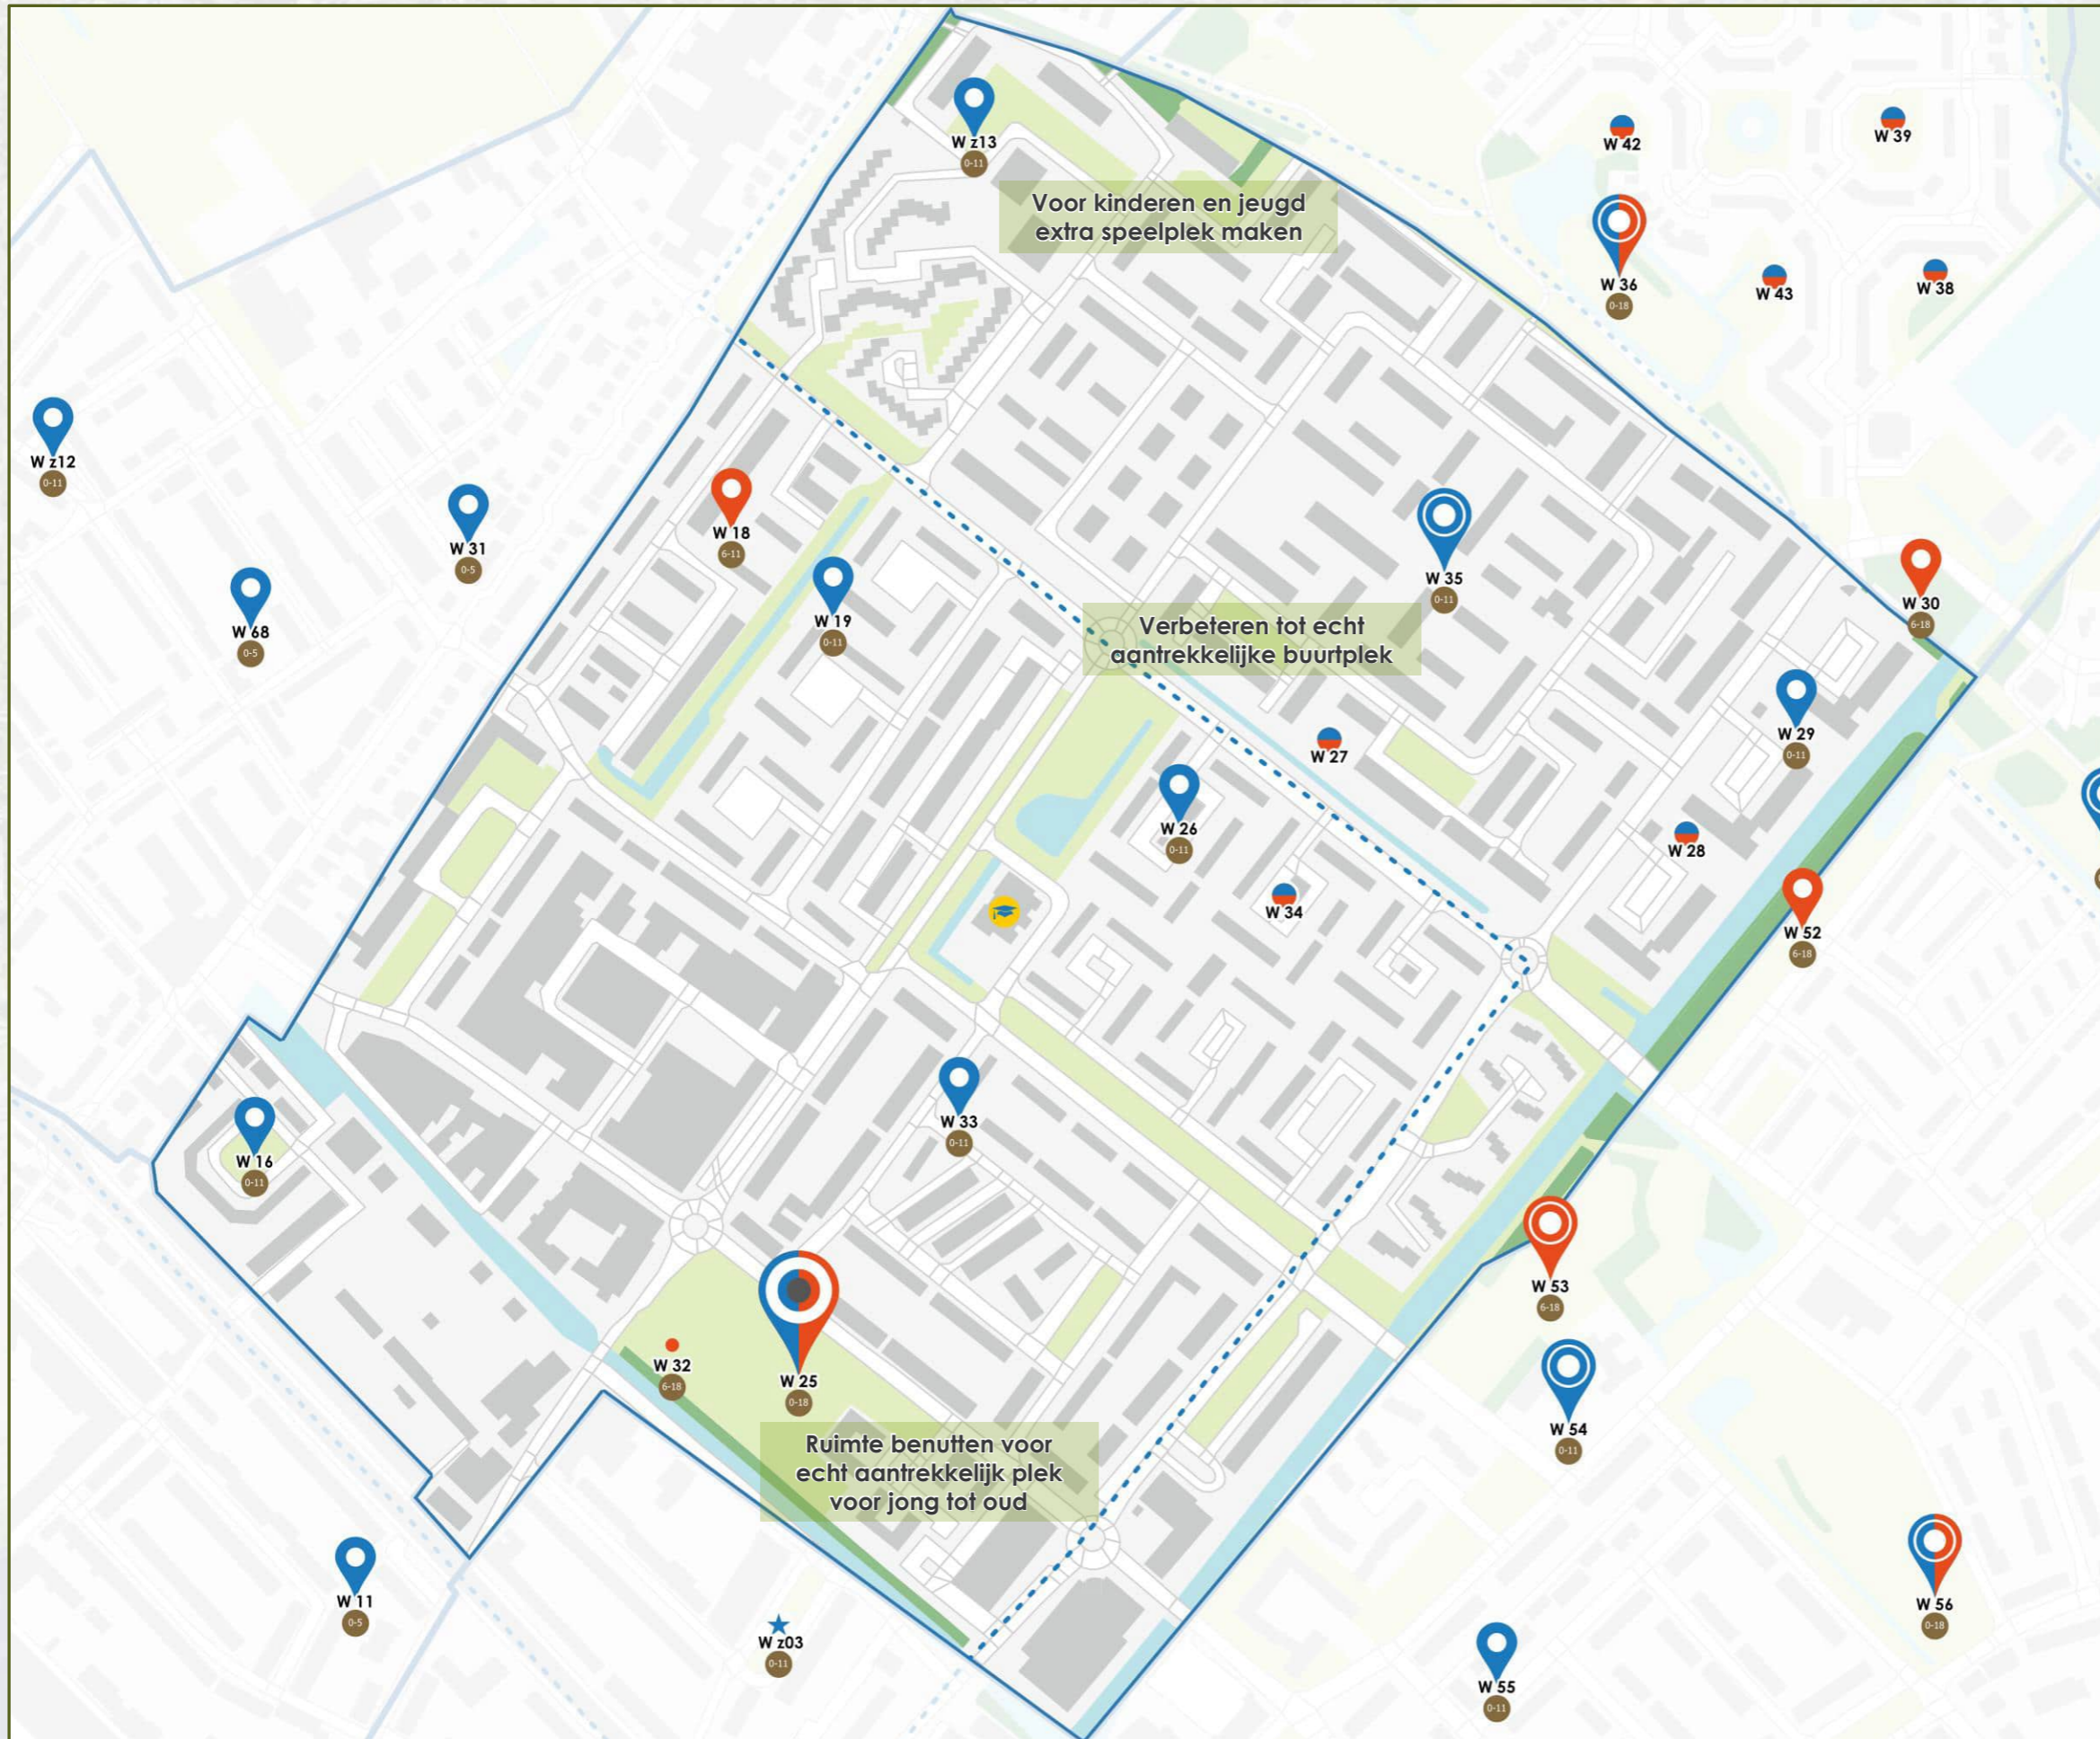 W z13
0-11
W 42
W 39
Voor kinderen en jeugd
extra speelplek maken
W 36
0-18
W 43
W 38
W z12
0-11
W 31
0-5
W 18
6-11
W 35
0-11
W 30
6-18
W 68
0-5
W 19
0-11
Verbeteren tot echt
aantrekkelijke buurtplek
W 27
W 29
0-11
W 26
0-11
W 28
W 34
W 52
6-18
W 33
0-11
W 16
0-11
W 53
6-18
W 32
6-18
W 25
0-18
W 54
0-11
Ruimte benutten voor
echt aantrekkelijk plek
voor jong tot oud
W 11
0-5
W z03
0-11
W 56
0-18
W 55
0-11